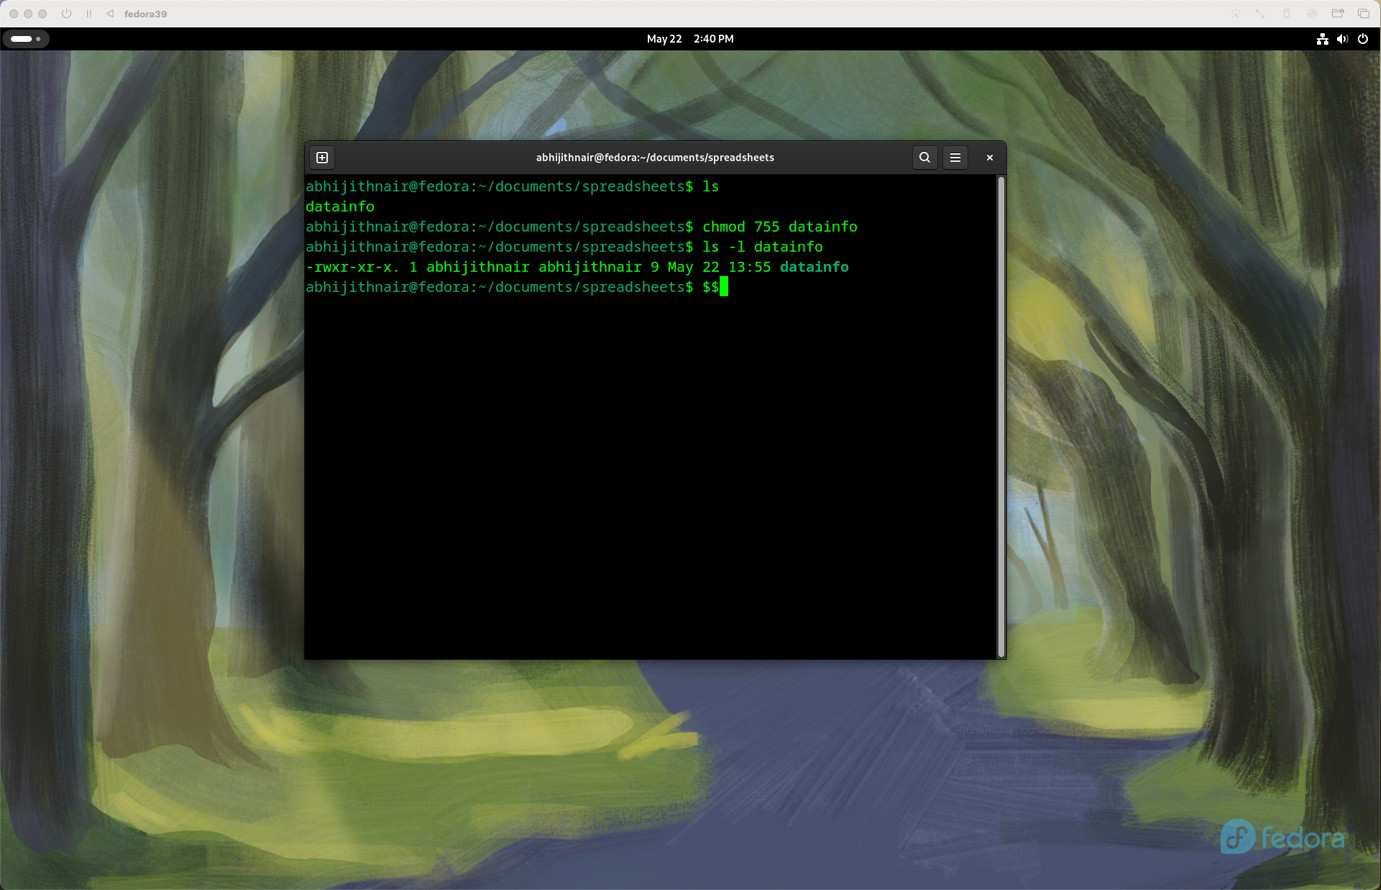 fedora39
May 22 2:40 PM
abhijithnair@fedora:~/documents/spreadsheets
abhijithnair@fedora:~/documents/spreadsheets$ ls
datainfo
abhijithnair@fedora:~/documents/spreadsheets$ chmod 755 datainfo
abhijithnair@fedora:~/documents/spreadsheets$ ls -l datainfo
-rwxr-xr-x. 1 abhijithnair abhijithnair 9 May 22 13:55 datainfo
abhijithnair@fedora:~/documents/spreadsheets$ $$
fedora